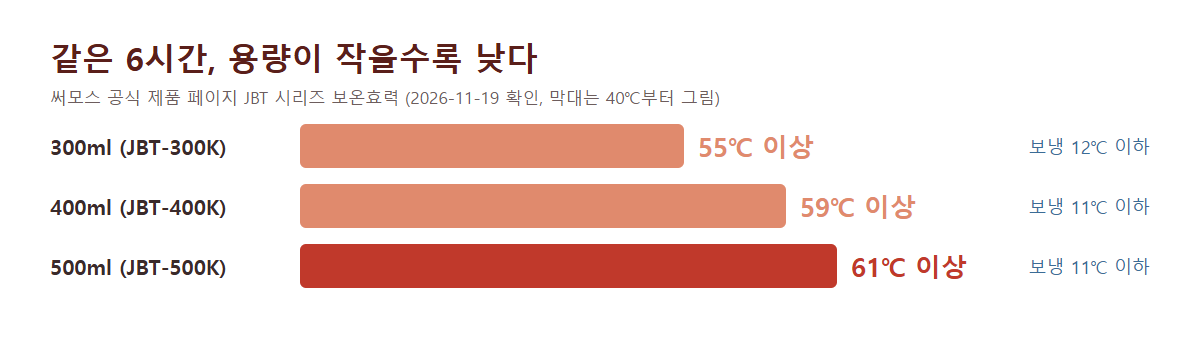 같은 6시간, 용량이 작을수록 낮다
써모스 공식 제품 페이지 JBT 시리즈 보온효력 (2026-11-19 확인, 막대는 40℃부터 그림)
300ml (JBT-300K) 55℃ 이상 보냉 12℃ 이하
400ml (JBT-400K) 59℃ 이상 보냉 11℃ 이하
500ml (JBT-500K) 61℃ 이상 보냉 11℃ 이하